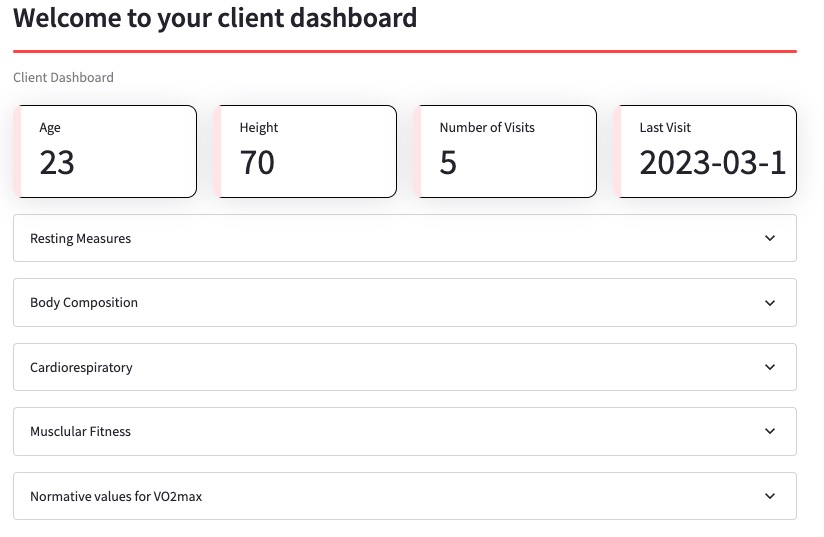 Welcome to your client dashboard
Client Dashboard
Age
23
Height
70
Number of Visits
5
Last Visit
2023-03-1
Resting Measures
Body Composition
Cardiorespiratory
Musclular Fitness
Normative values for VO2max